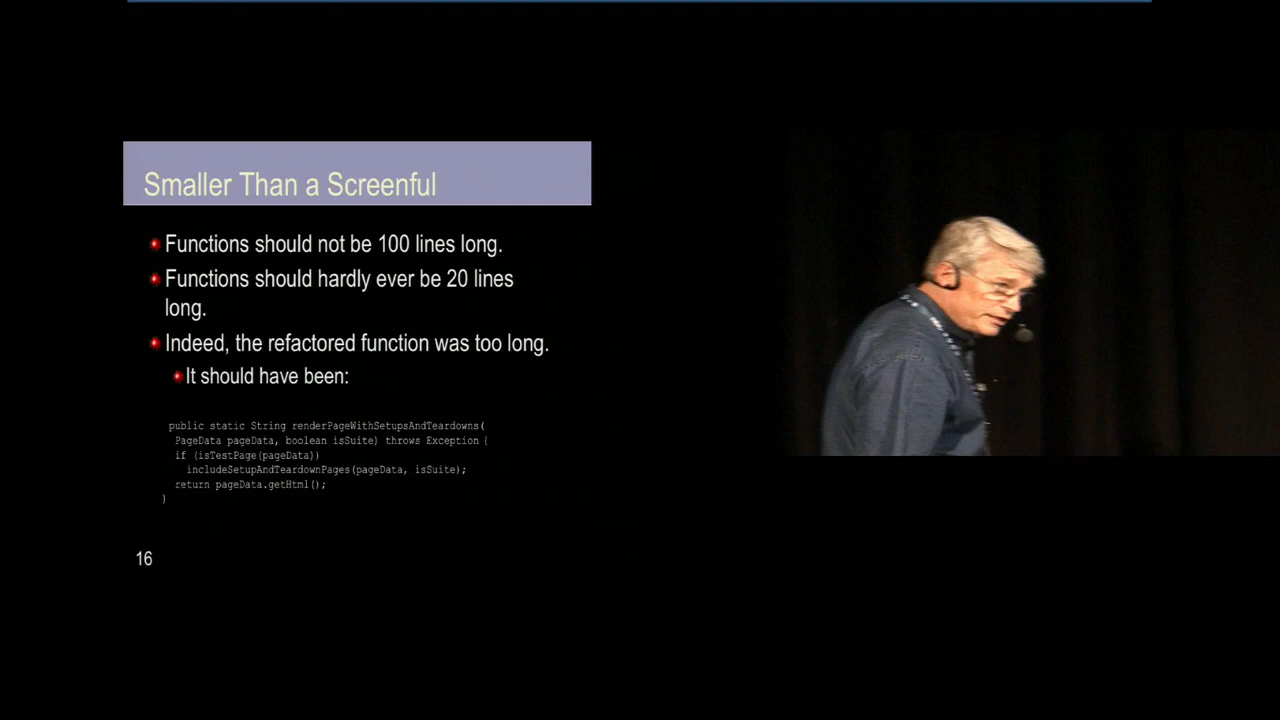 Smaller Than a Screenful
Functions should not be 100 lines long.
Functions should hardly ever be 20 lines
long.
Indeed, the refactored function was too long.
It should have been:
public static String renderPageWithSetupsAndTeardowns(
PageData pageData, boolean isSuite) throws Exception {
if (isTestPage(pageData))
includeSetupAndTeardownPages(pageData, isSuite);
return pageData.getHtml();
}
16